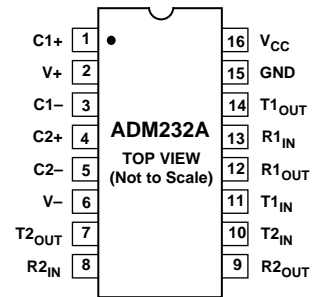 C1+ 1 16 VCC
V+ 2 15 GND
C1– 3 14 T1OUT
C2+ 4 ADM232A 13 R1IN
C2– 5 TOP VIEW 12 R1OUT
(Not to Scale)
V– 6 11 T1IN
T2OUT 7 10 T2IN
R2IN 8 9 R2OUT